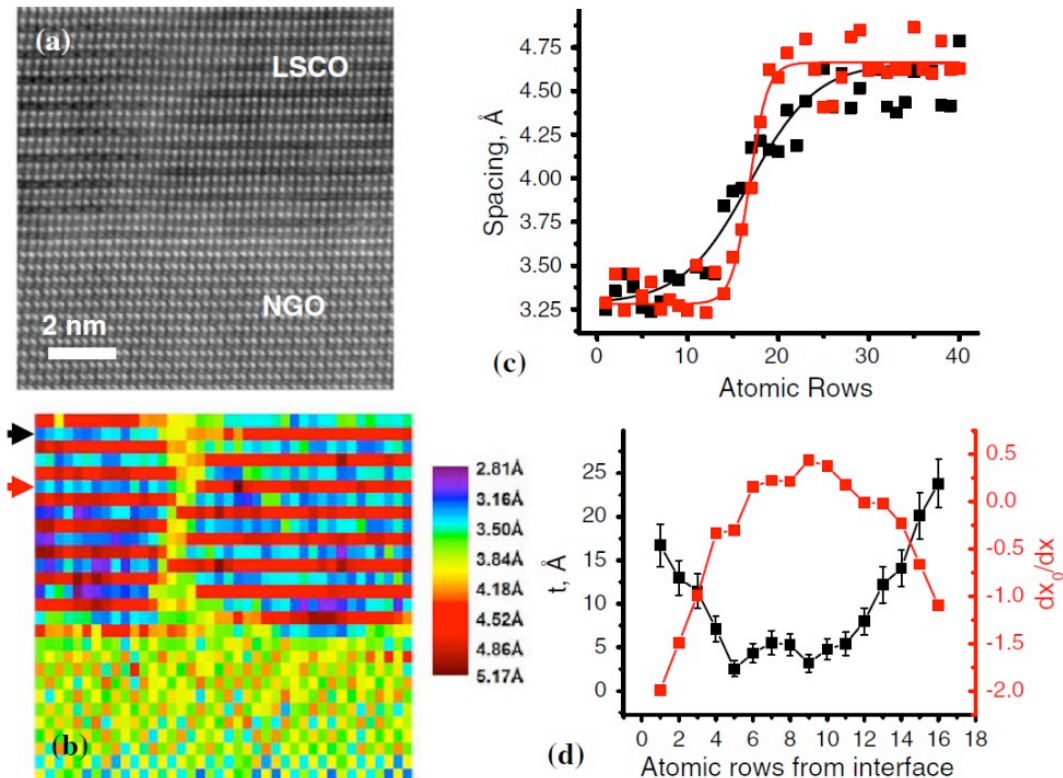 (a)
LSCO
NGO
2 nm
(b)
2.81Å
3.16Å
3.50Å
3.84Å
4.18Å
4.52Å
4.86Å
5.17Å
(c)
Spacing, Å
4.75
4.50
4.25
4.00
3.75
3.50
3.25
0 10 20 30 40
Atomic Rows
(d)
t, Å
25
20
15
10
5
0
0.5
0.0
-0.5
-1.0
-1.5
-2.0
dx₀/dx
0 2 4 6 8 10 12 14 16 18
Atomic rows from interface